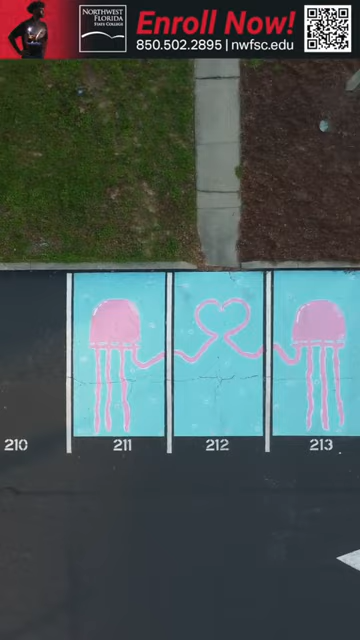 NORTHWEST
FLORIDA
STATE COLLEGE
Enroll Now!
850.502.2895 | nwfsc.edu
210
211
212
213